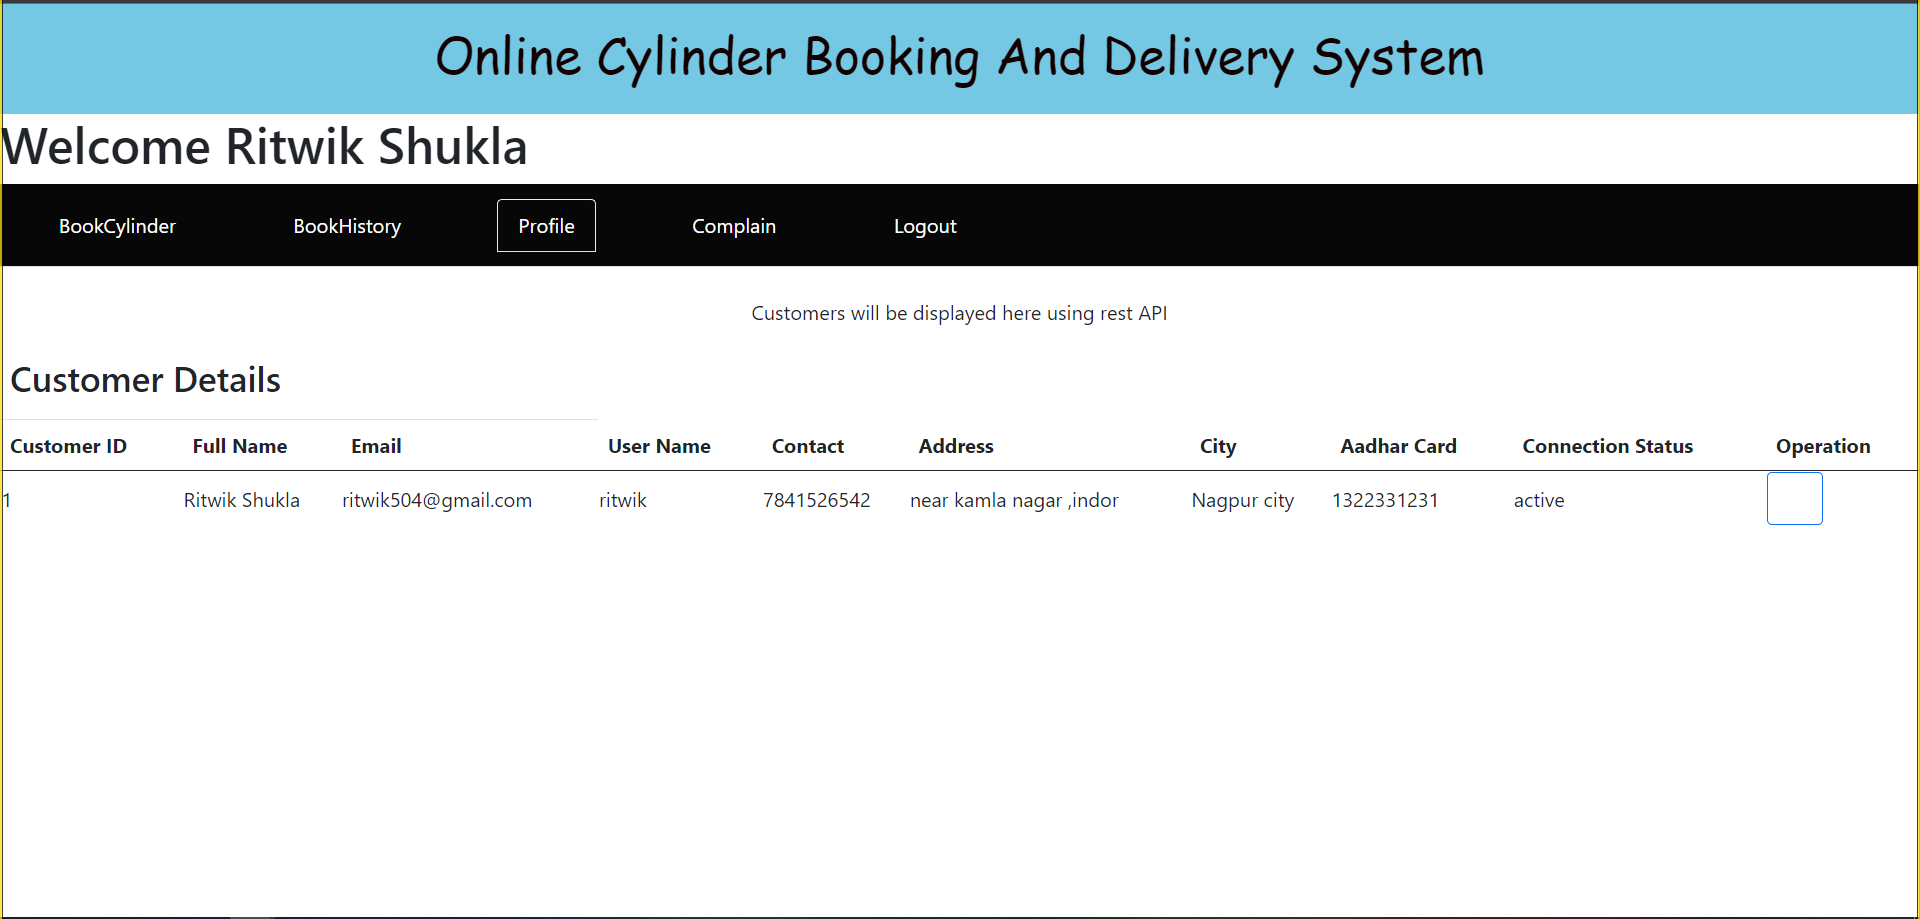 Online Cylinder Booking And Delivery System
Welcome Ritwik Shukla
BookCylinder BookHistory Profile Complain Logout
Customers will be displayed here using rest API
Customer Details
Customer ID Full Name Email User Name Contact Address City Aadhar Card Connection Status Operation
1 Ritwik Shukla ritwik504@gmail.com ritwik 7841526542 near kamla nagar ,indor Nagpur city 1322331231 active